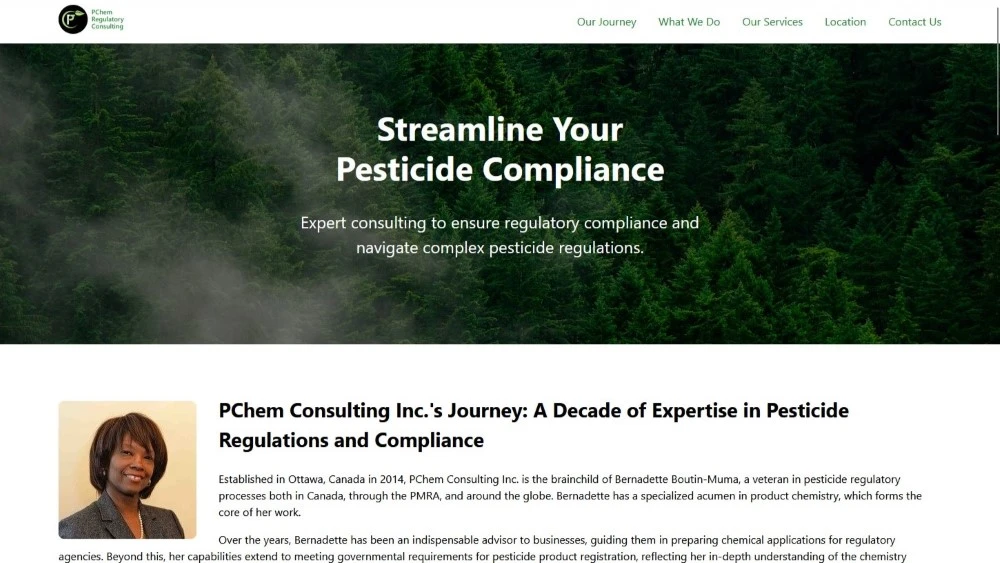 PChem
Regulatory
Consulting
Our Journey
What We Do
Our Services
Location
Contact Us
Streamline Your
Pesticide Compliance
Expert consulting to ensure regulatory compliance and
navigate complex pesticide regulations.
PChem Consulting Inc.'s Journey: A Decade of Expertise in Pesticide
Regulations and Compliance
Established in Ottawa, Canada in 2014, PChem Consulting Inc. is the brainchild of Bernadette Boutin-Muma, a veteran in pesticide regulatory
processes both in Canada, through the PMRA, and around the globe. Bernadette has a specialized acumen in product chemistry, which forms the
core of her work.
Over the years, Bernadette has been an indispensable advisor to businesses, guiding them in preparing chemical applications for regulatory
agencies. Beyond this, her capabilities extend to meeting governmental requirements for pesticide product registration, reflecting her in-depth understanding of the chemistry